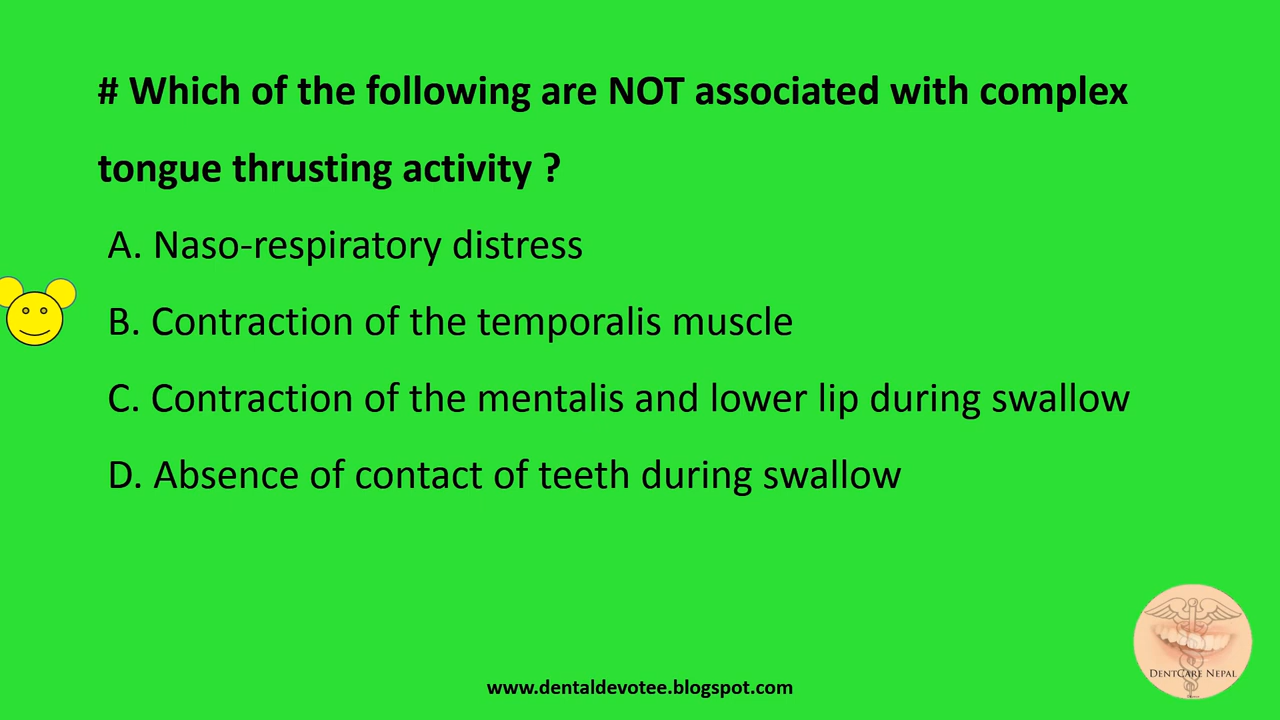 # Which of the following are NOT associated with complex
tongue thrusting activity ?
A. Naso-respiratory distress
B. Contraction of the temporalis muscle
C. Contraction of the mentalis and lower lip during swallow
D. Absence of contact of teeth during swallow
DENTCARE NEPAL
www.dentaldevotee.blogspot.com